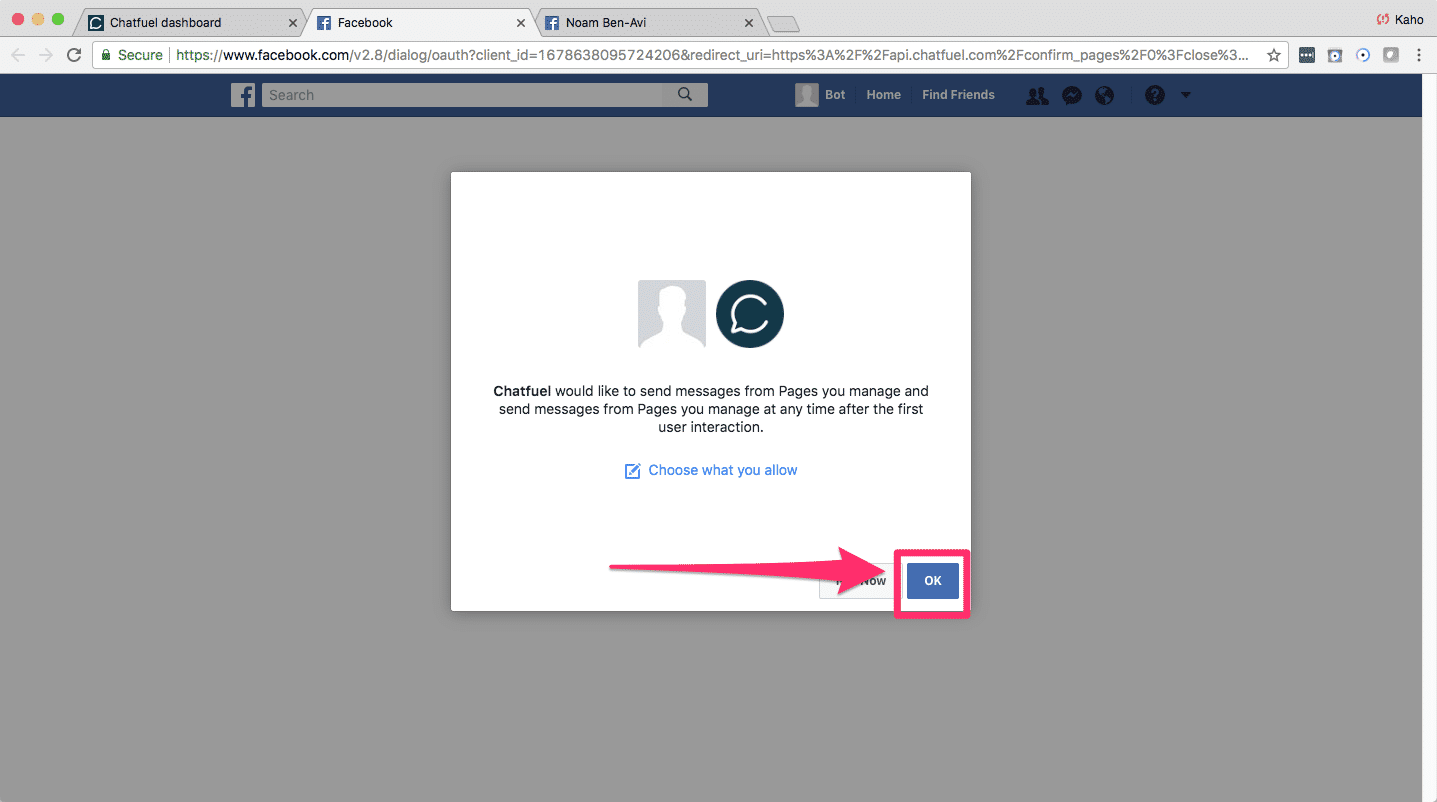 Chatfuel dashboard
Facebook
Noam Ben-Avi
Kaho
Secure https://www.facebook.com/v2.8/dialog/oauth?client_id=1678638095724206&redirect_uri=https%3A%2F%2Fapi.chatfuel.com%2Fconfirm_pages%2F0%3Fclose%3...
Search
Bot
Home
Find Friends
Chatfuel would like to send messages from Pages you manage and
send messages from Pages you manage at any time after the first
user interaction.
Choose what you allow
Now
OK